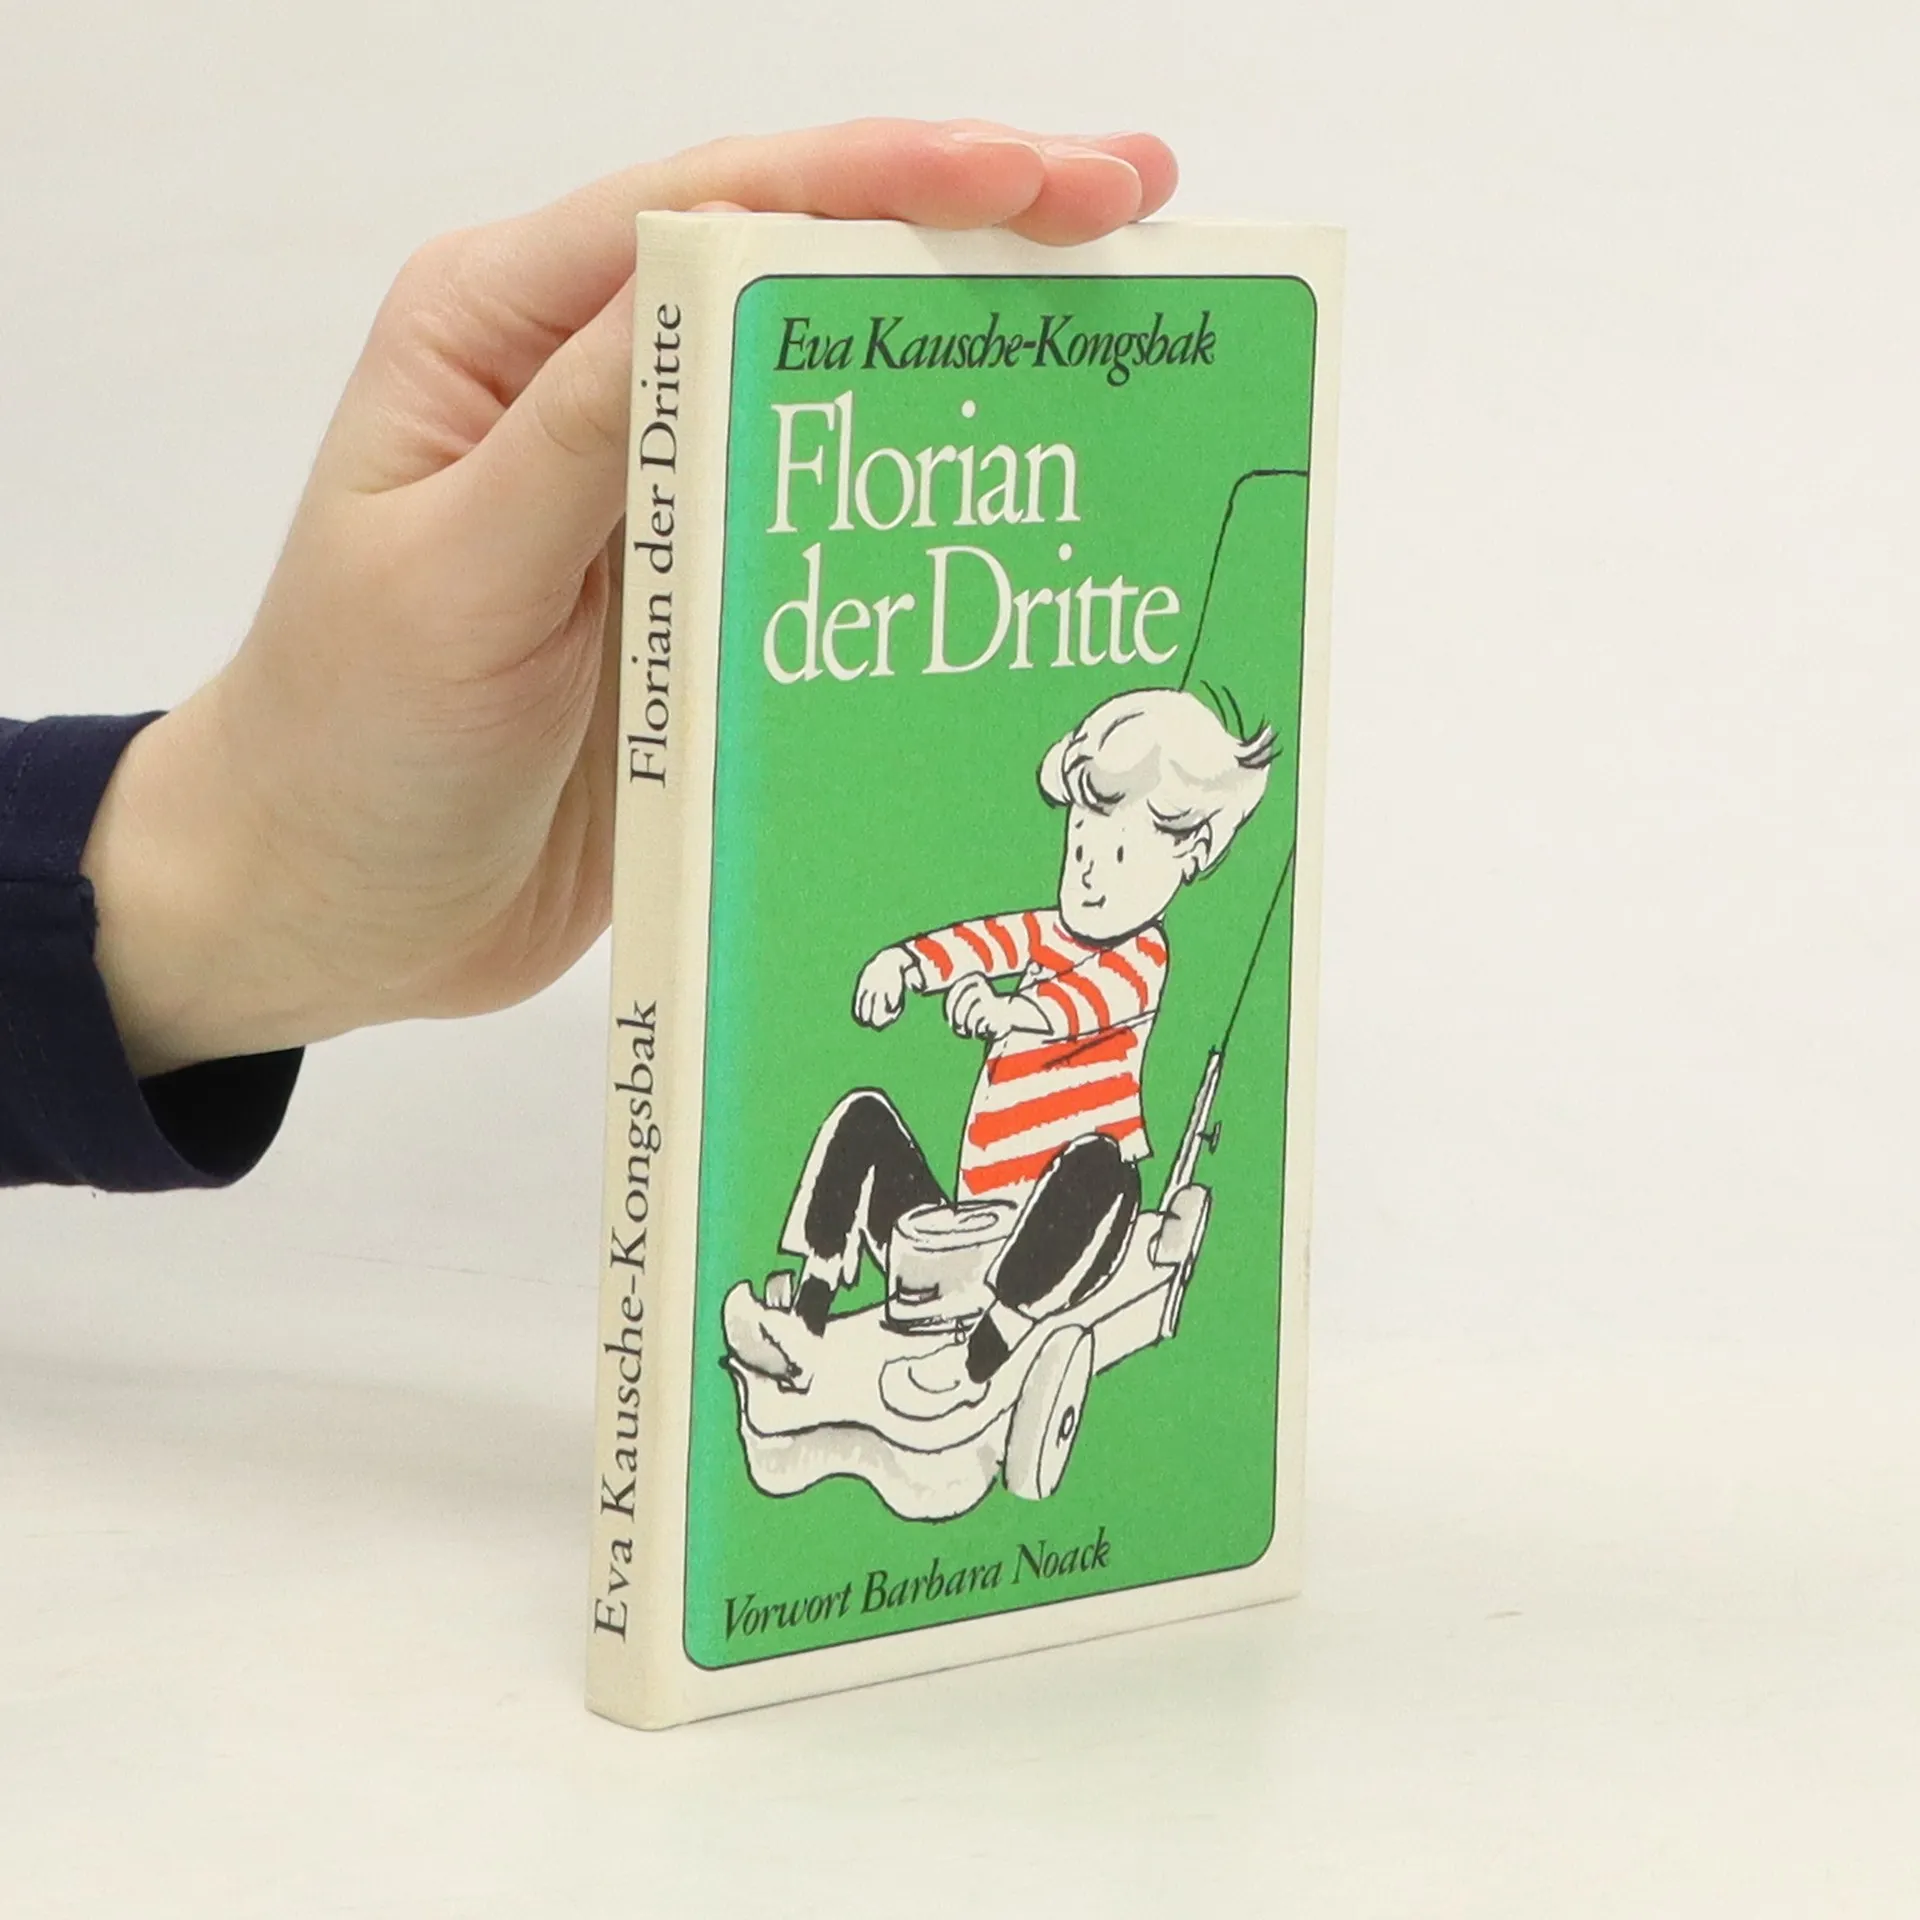 Eva Kausche-Kongsbak
Florian
der Dritte
Vorwort Barbara Noack
Eva Kausche-Kongsbak Florian der Dritte